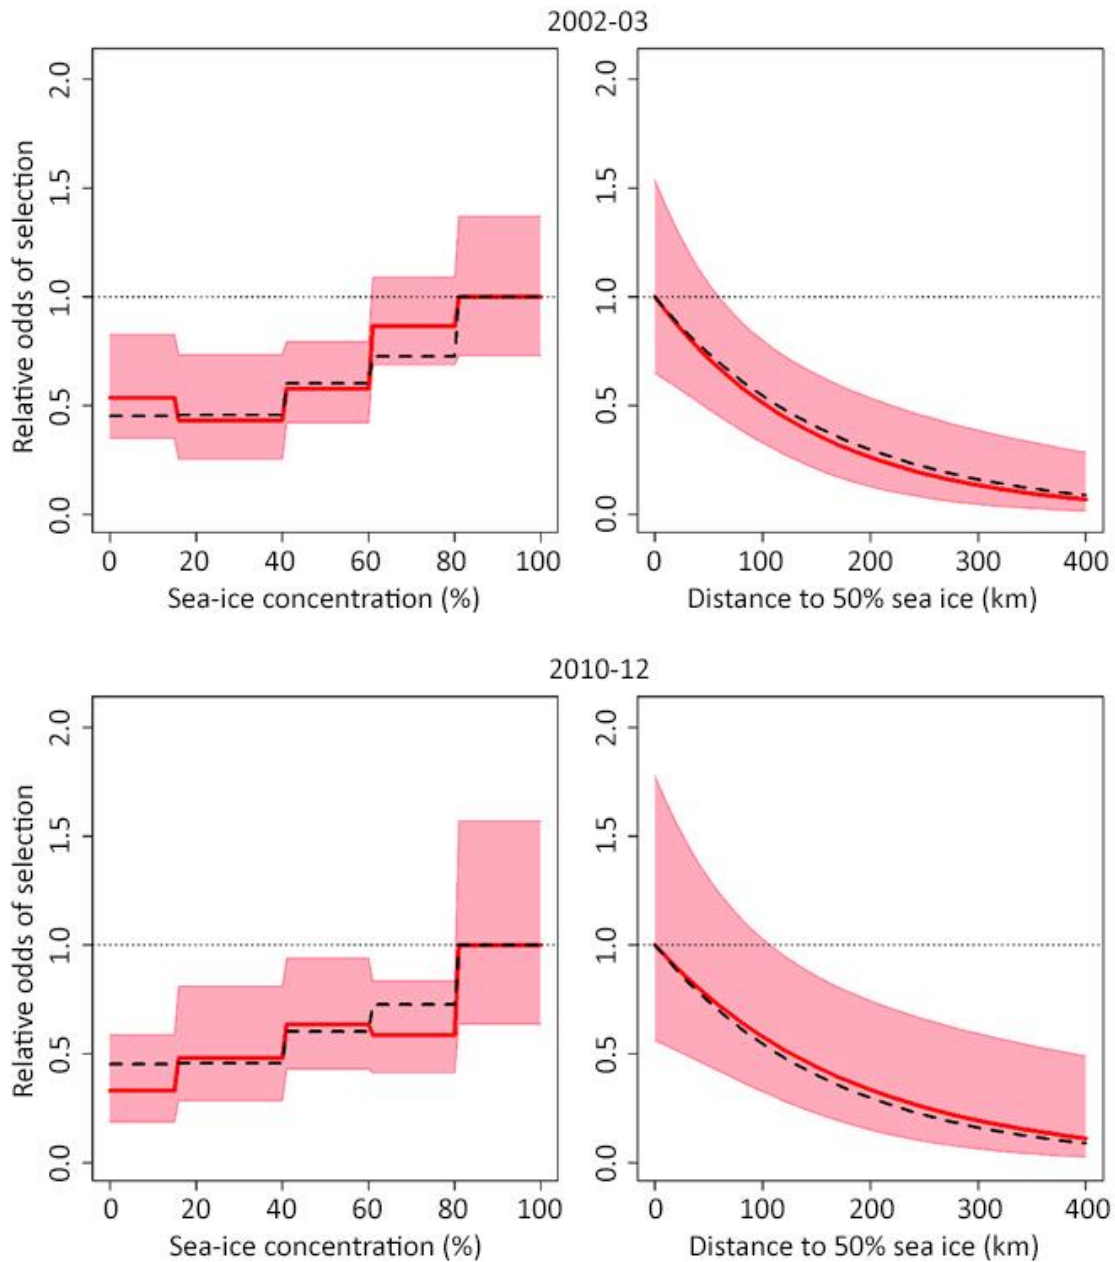 2002-03
Relative odds of selection
2.0
1.5
1.0
0.5
0.0
0 20 40 60 80 100
Sea-ice concentration (%)
2.0
1.5
1.0
0.5
0.0
0 100 200 300 400
Distance to 50% sea ice (km)
2010-12
Relative odds of selection
2.0
1.5
1.0
0.5
0.0
0 20 40 60 80 100
Sea-ice concentration (%)
2.0
1.5
1.0
0.5
0.0
0 100 200 300 400
Distance to 50% sea ice (km)